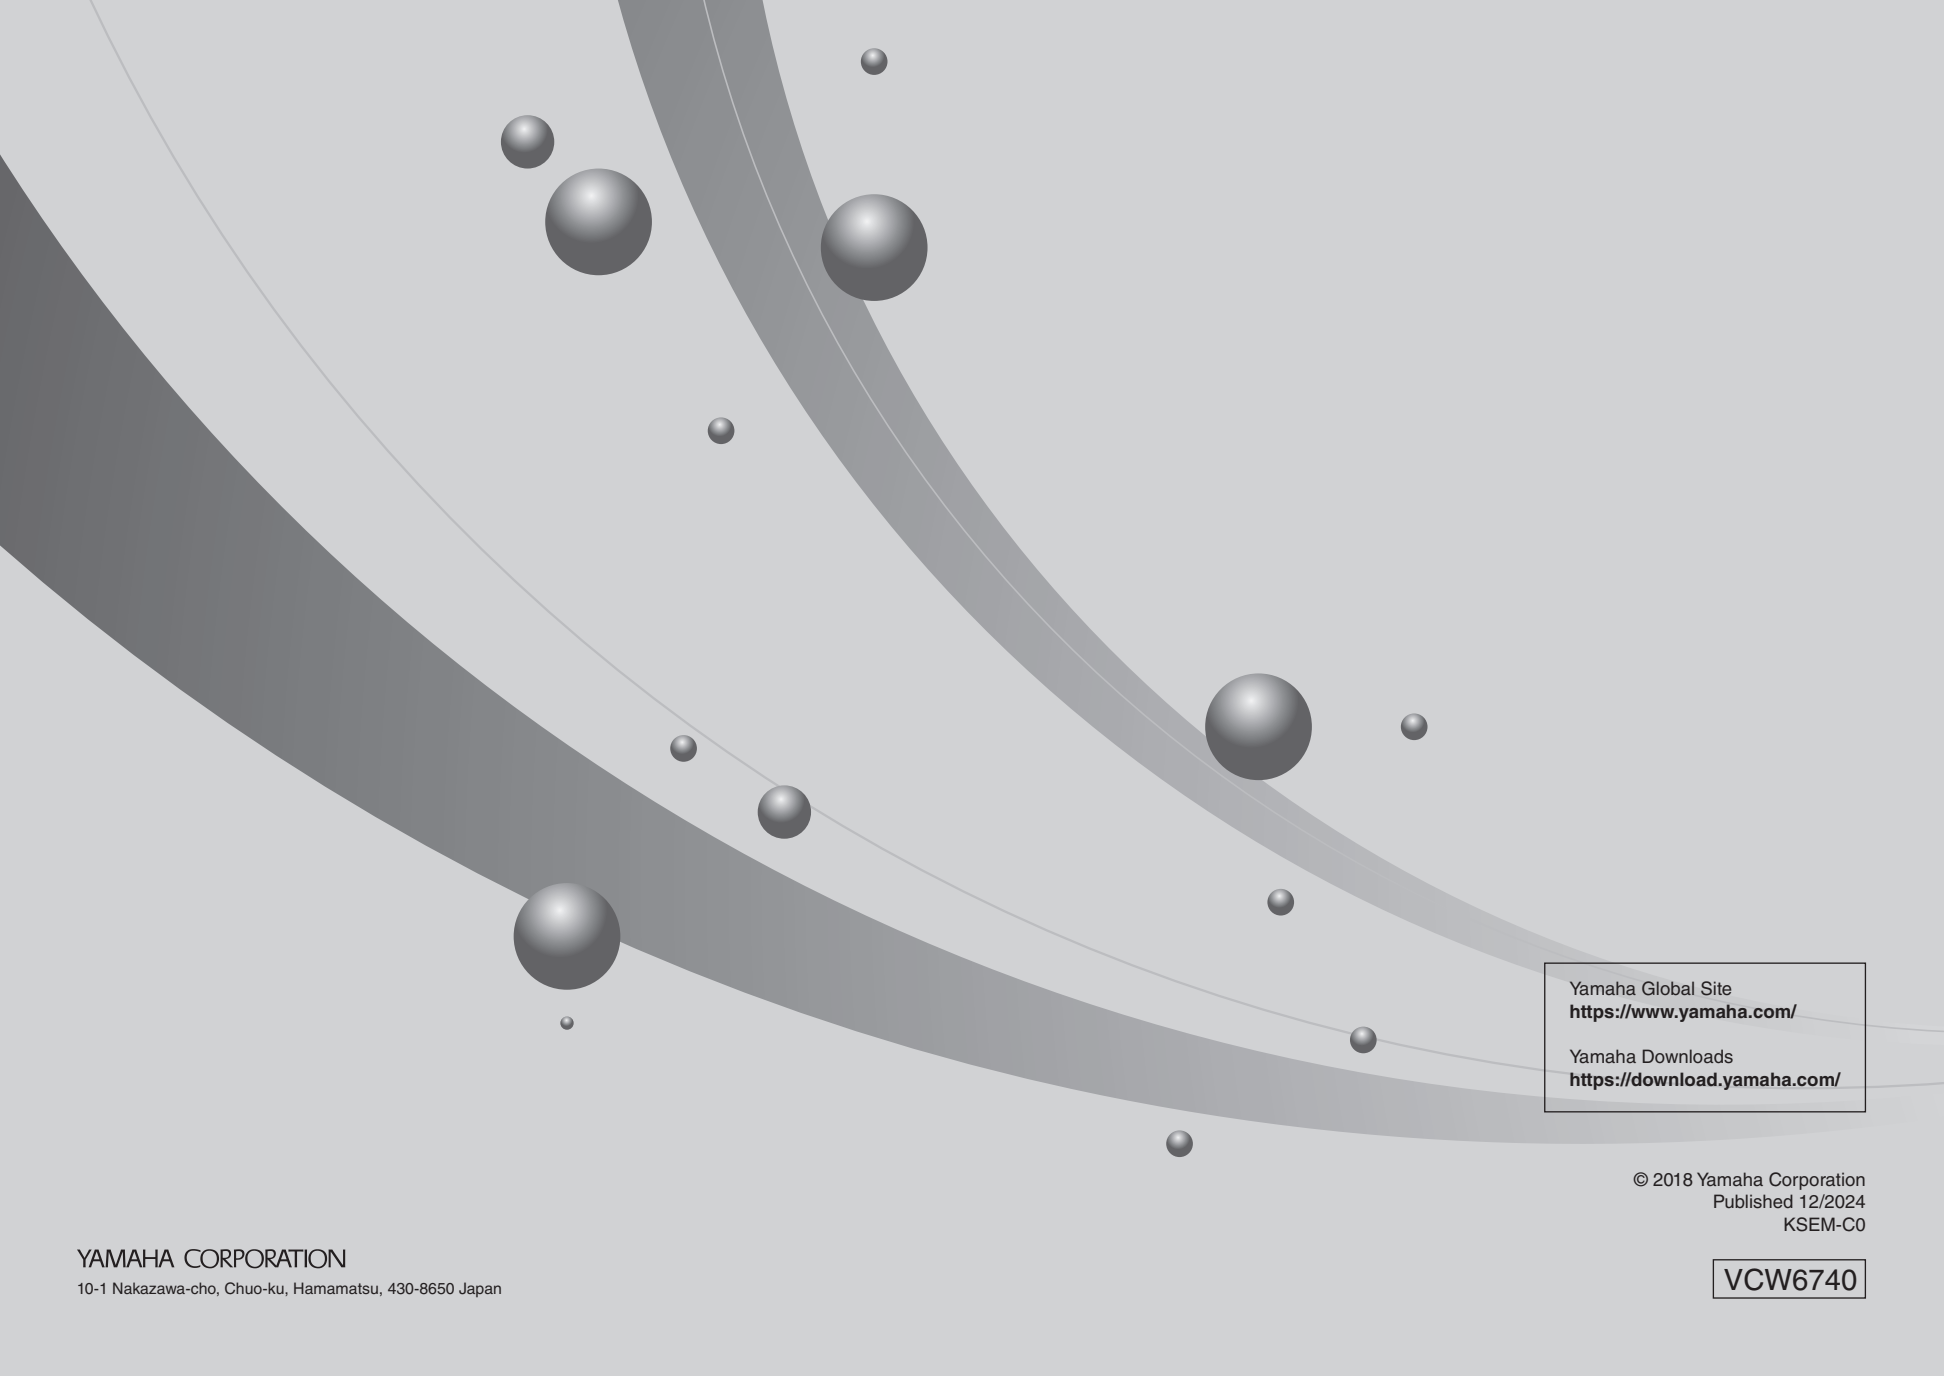 Yamaha Global Site
https://www.yamaha.com/
Yamaha Downloads
https://download.yamaha.com/
© 2018 Yamaha Corporation
Published 12/2024
KSEM-C0
VCW6740
YAMAHA CORPORATION
10-1 Nakazawa-cho, Chuo-ku, Hamamatsu, 430-8650 Japan